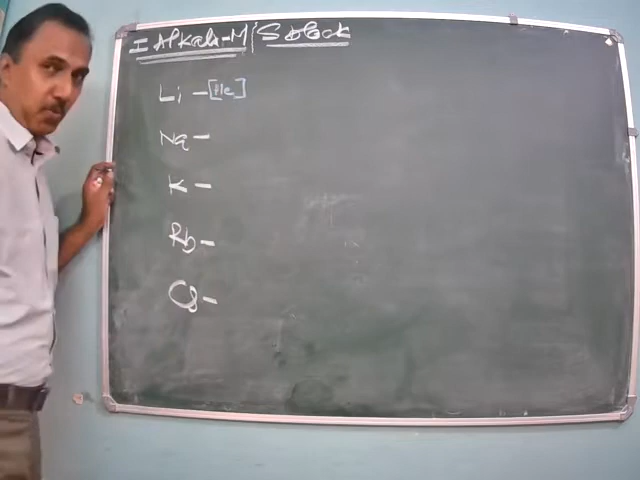 I Alkali-M/S block
Li - [He]
Na -
K -
Rb -
Cs -